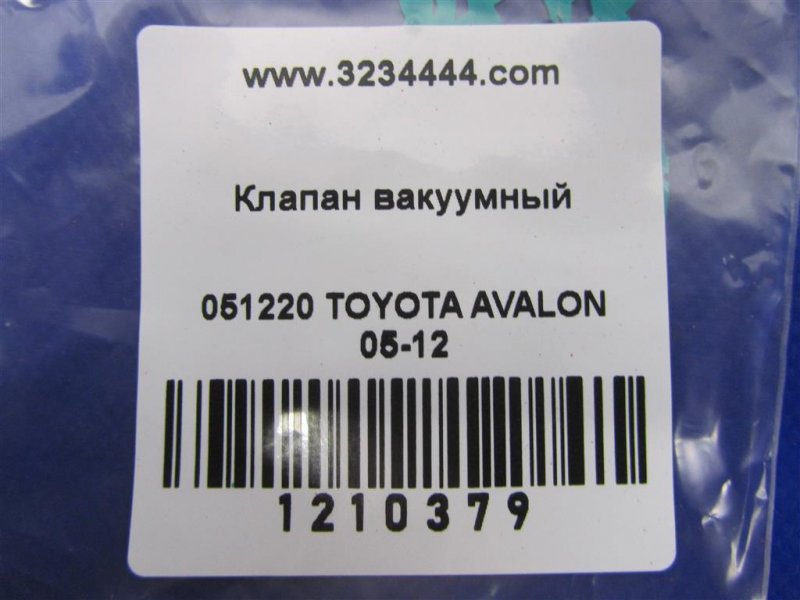 www.3234444.com
Клапан вакуумный
051220 TOYOTA AVALON
05-12
1210379